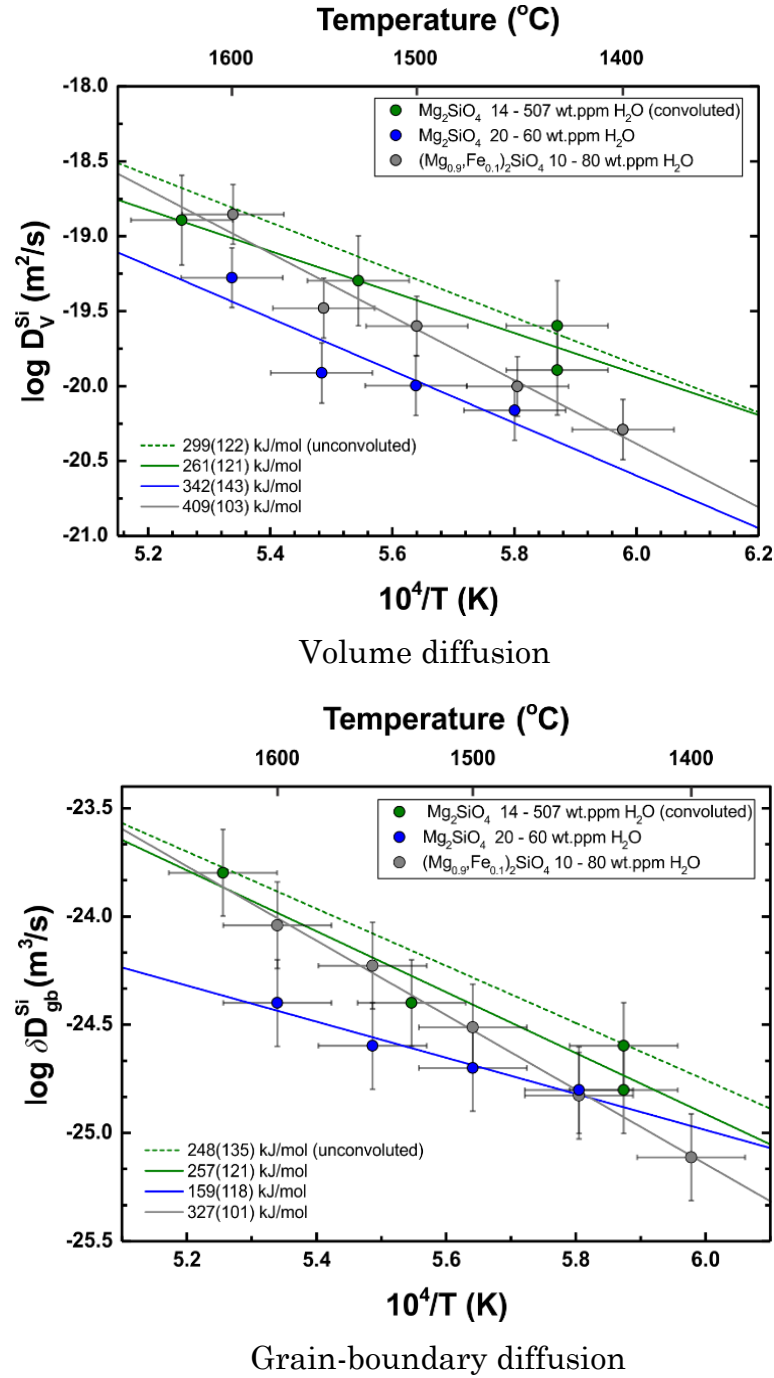 Temperature (°C)
1600 1500 1400
-18.0
-18.5
-19.0
-19.5
-20.0
-20.5
-21.0
log D_V^Si (m²/s)
Mg₂SiO₄ 14 - 507 wt.ppm H₂O (convoluted)
Mg₂SiO₄ 20 - 60 wt.ppm H₂O
(Mg₀.₉,Fe₀.₁)₂SiO₄ 10 - 80 wt.ppm H₂O
299(122) kJ/mol (unconvoluted)
261(121) kJ/mol
342(143) kJ/mol
409(103) kJ/mol
5.2 5.4 5.6 5.8 6.0 6.2
10⁴/T (K)
Volume diffusion
Temperature (°C)
1600 1500 1400
-23.5
-24.0
-24.5
-25.0
-25.5
log δD_gb^Si (m³/s)
Mg₂SiO₄ 14 - 507 wt.ppm H₂O (convoluted)
Mg₂SiO₄ 20 - 60 wt.ppm H₂O
(Mg₀.₉,Fe₀.₁)₂SiO₄ 10 - 80 wt.ppm H₂O
248(135) kJ/mol (unconvoluted)
257(121) kJ/mol
159(118) kJ/mol
327(101) kJ/mol
5.2 5.4 5.6 5.8 6.0
10⁴/T (K)
Grain-boundary diffusion